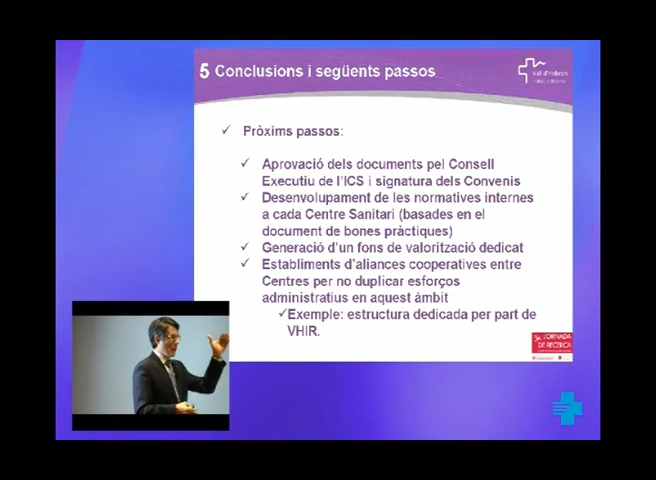 5 Conclusions i següents passos
Vall d'Hebron
✓ Pròxims passos:
✓ Aprovació dels documents pel Consell
Executiu de l'ICS i signatura dels Convenis
✓ Desenvolupament de les normatives internes
a cada Centre Sanitari (basades en el
document de bones pràctiques)
✓ Generació d'un fons de valorització dedicat
✓ Establiments d'aliances cooperatives entre
Centres per no duplicar esforços
administratius en aquest àmbit
✓Exemple: estructura dedicada per part de
VHIR.
JORNADA